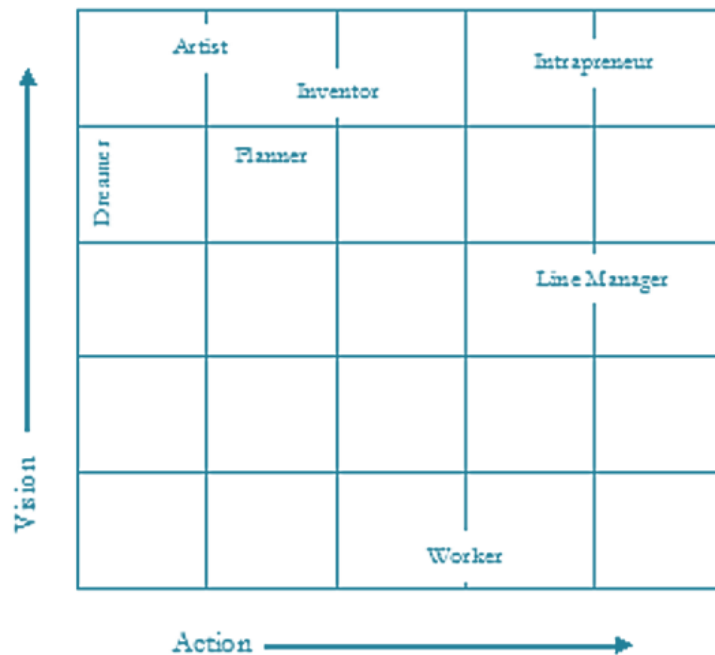 Artist
Intrapreneur
Inventor
Dreamer
Planner
Line Manager
Vision
Worker
Action